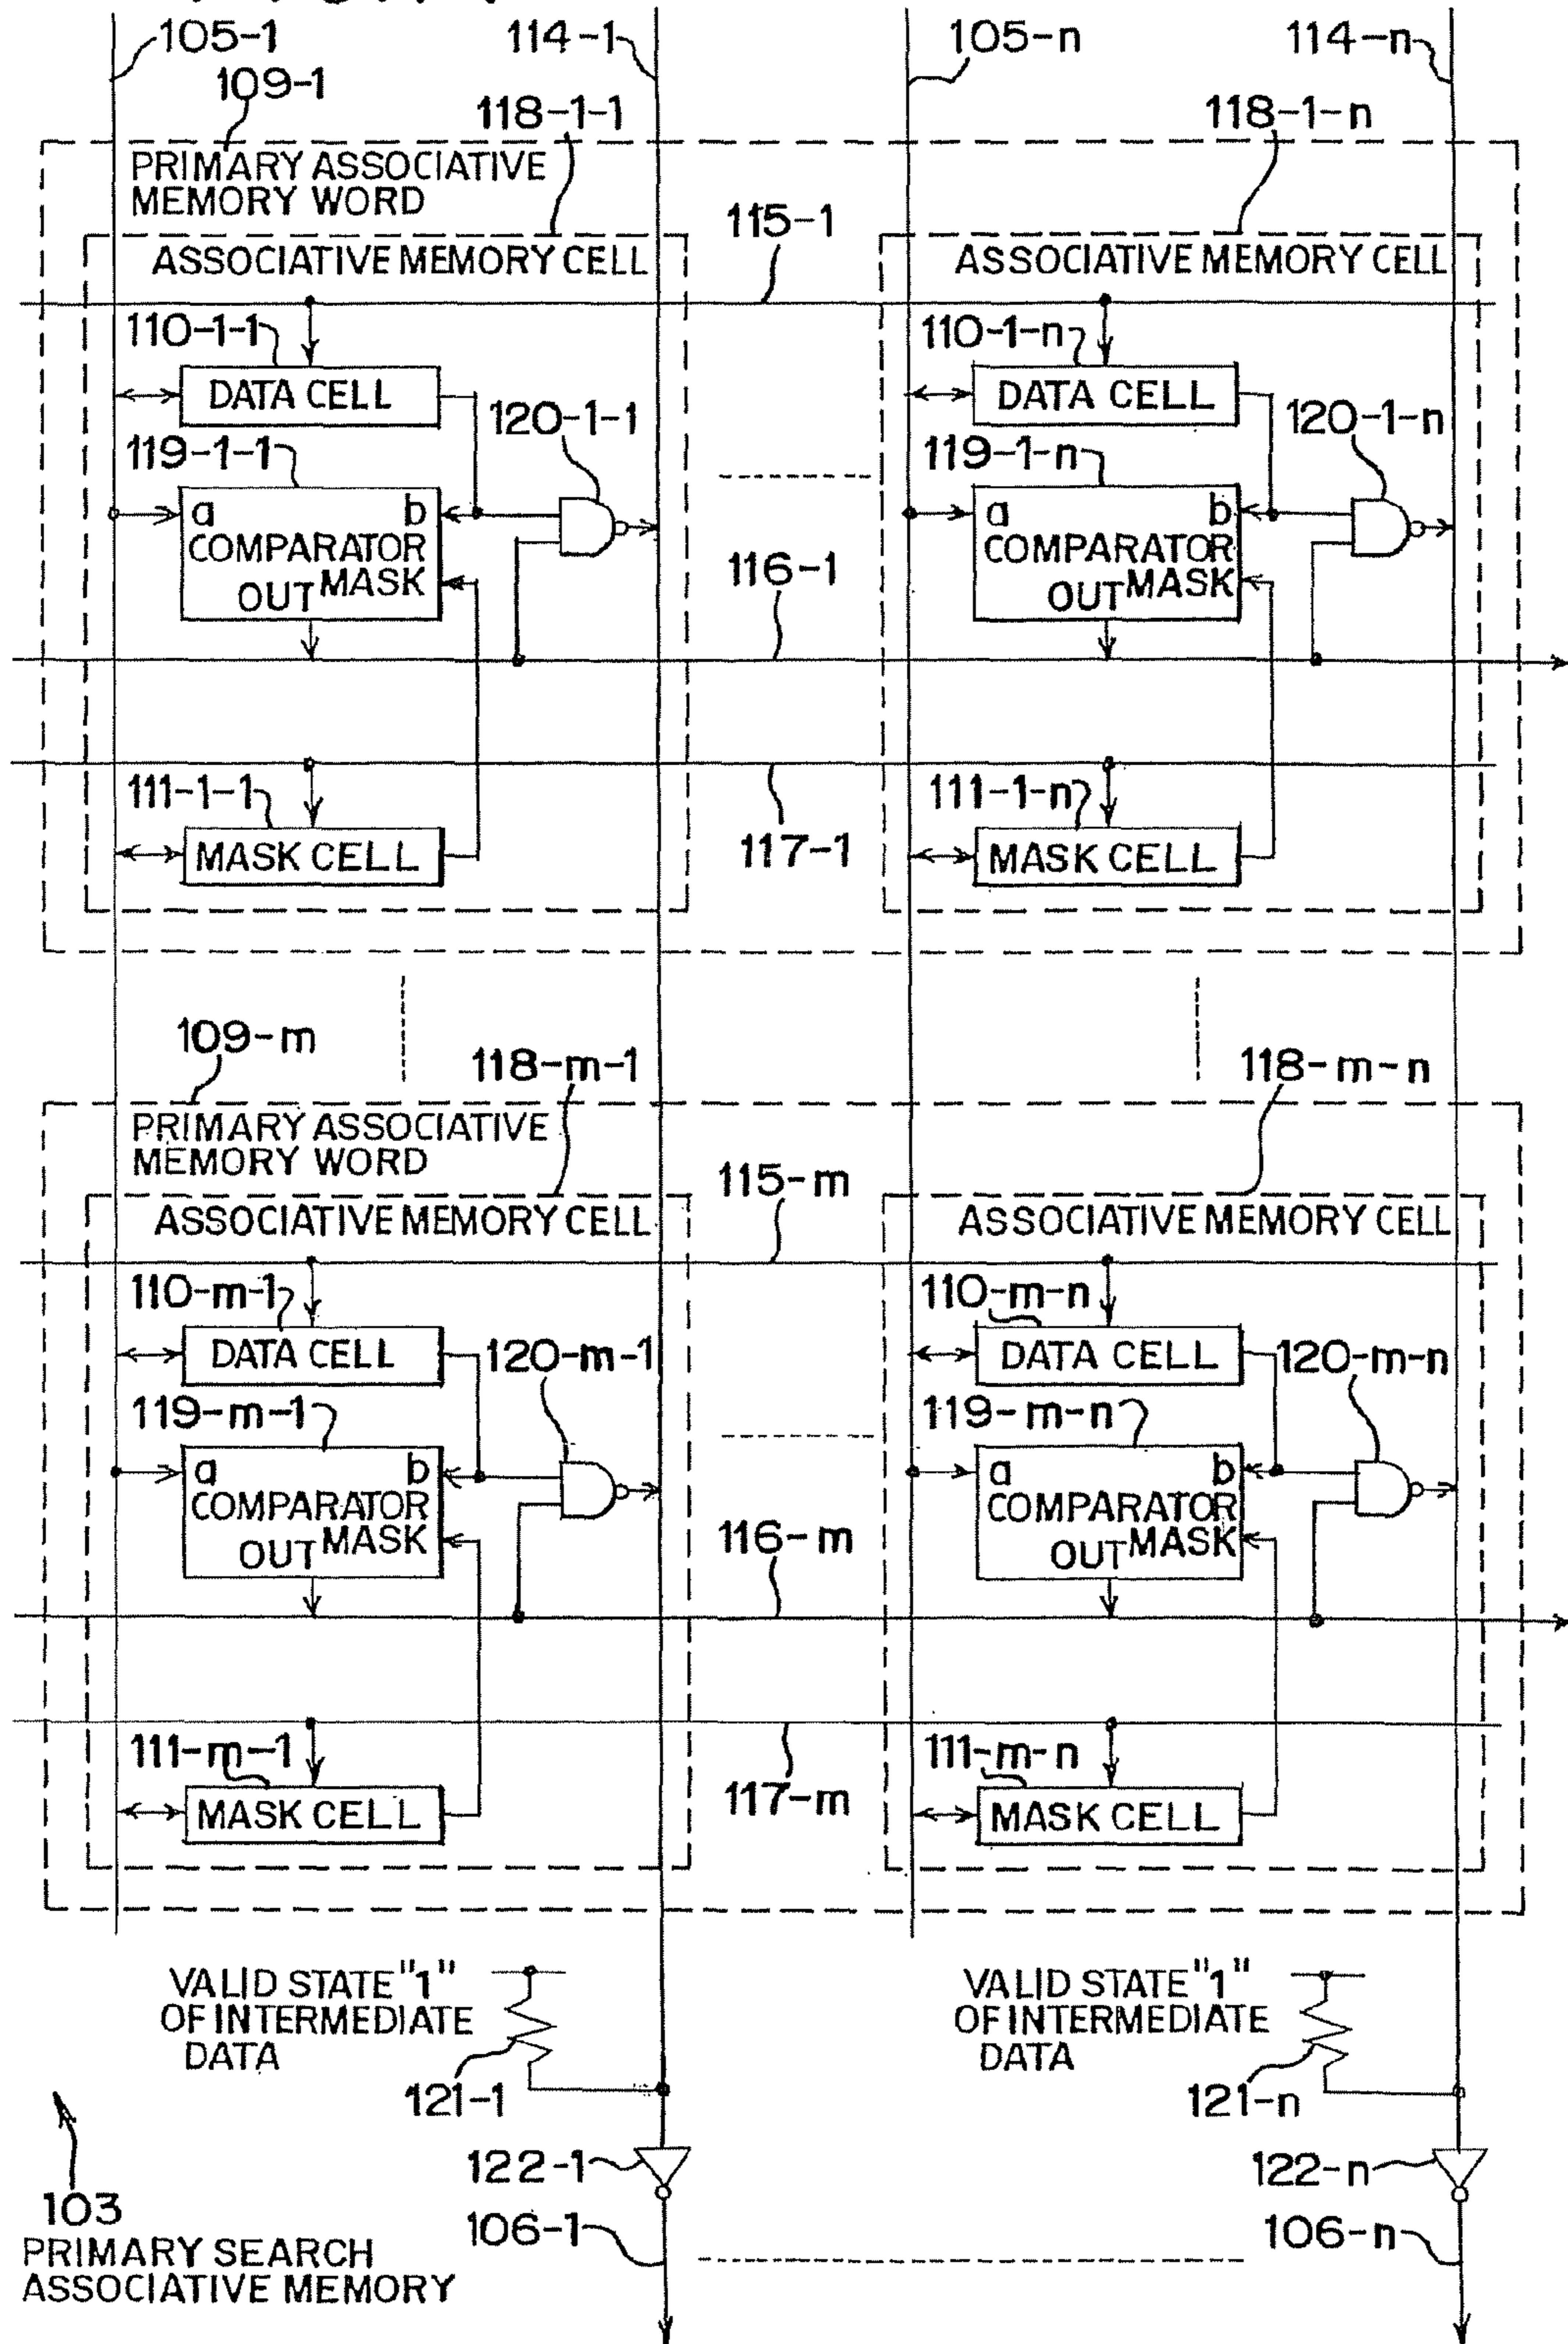 105-1 114-1 105-n 114-n
109-1 118-1-1 118-1-n
PRIMARY ASSOCIATIVE
MEMORY WORD
115-1
ASSOCIATIVE MEMORY CELL ASSOCIATIVE MEMORY CELL
110-1-1 110-1-n
DATA CELL DATA CELL
120-1-1 120-1-n
119-1-1 119-1-n
a b a b
COMPARATOR COMPARATOR
OUT MASK OUT MASK
116-1
111-1-1 111-1-n
MASK CELL MASK CELL
117-1
109-m
118-m-1 118-m-n
PRIMARY ASSOCIATIVE
MEMORY WORD
115-m
ASSOCIATIVE MEMORY CELL ASSOCIATIVE MEMORY CELL
110-m-1 110-m-n
DATA CELL DATA CELL
120-m-1 120-m-n
119-m-1 119-m-n
a b a b
COMPARATOR COMPARATOR
OUT MASK OUT MASK
116-m
111-m-1 111-m-n
MASK CELL MASK CELL
117-m
VALID STATE "1" VALID STATE "1"
OF INTERMEDIATE OF INTERMEDIATE
DATA DATA
121-1 121-n
122-1 122-n
103 106-1 106-n
PRIMARY SEARCH
ASSOCIATIVE MEMORY